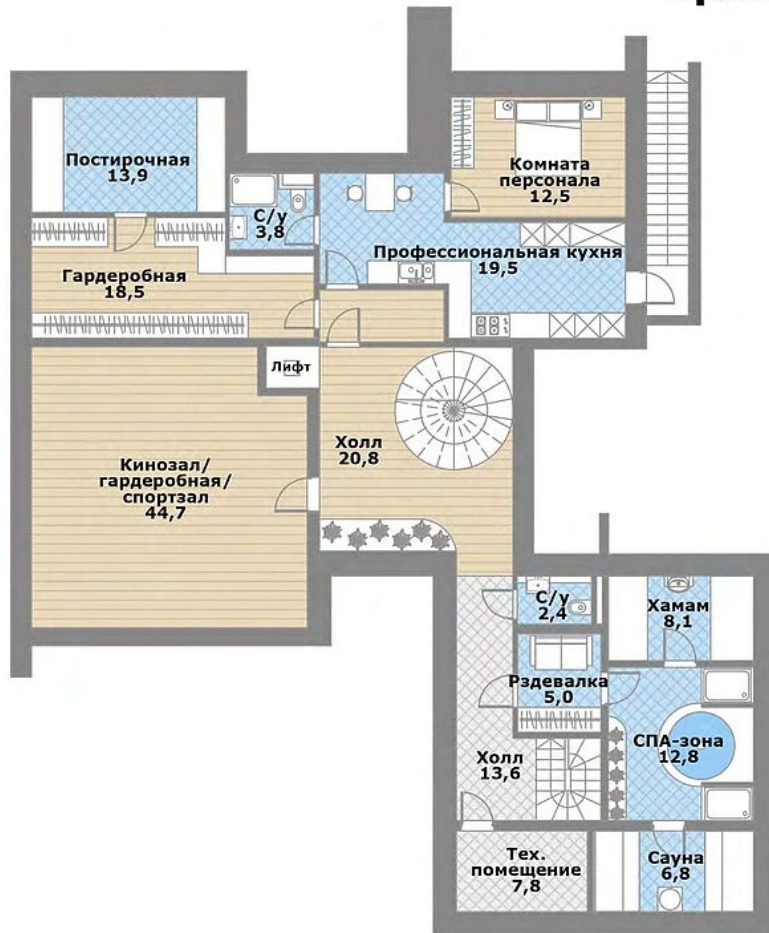 Постирочная
13,9
Комната
персонала
12,5
С/у
3,8
Профессиональная кухня
19,5
Гардеробная
18,5
Лифт
Холл
20,8
Кинозал/
гардеробная/
спортзал
44,7
С/у
2,4
Хамам
8,1
Рздевалка
5,0
СПА-зона
12,8
Холл
13,6
Тех.
помещение
7,8
Сауна
6,8